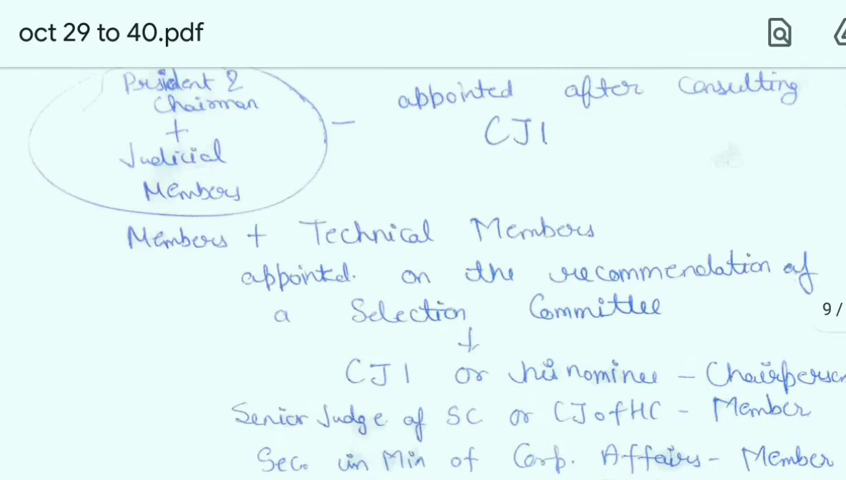 oct 29 to 40.pdf
President &
Chairman
+
Judicial
Members
— appointed after Consulting
CJI
Members + Technical Members
appointed. on the recommendation of
a Selection Committee
↓
9/
CJI or his nominee - Chairperson
Senior Judge of SC or CJ of HC - Member
Sec. in Min of Corp. Affairs - Member